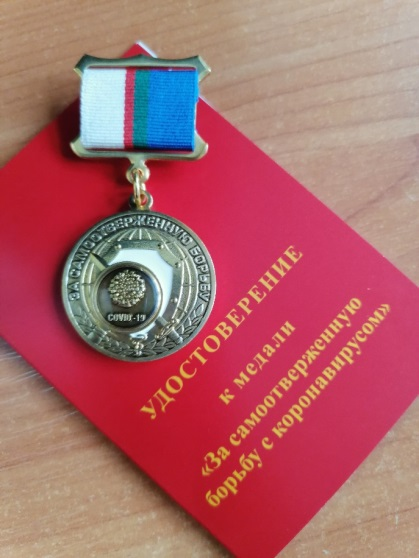 ЗА САМООТВЕРЖЕННУЮ БОРЬБУ
COVID-19
УДОСТОВЕРЕНИЕ
к медали
«За самоотверженную
борьбу с коронавирусом»